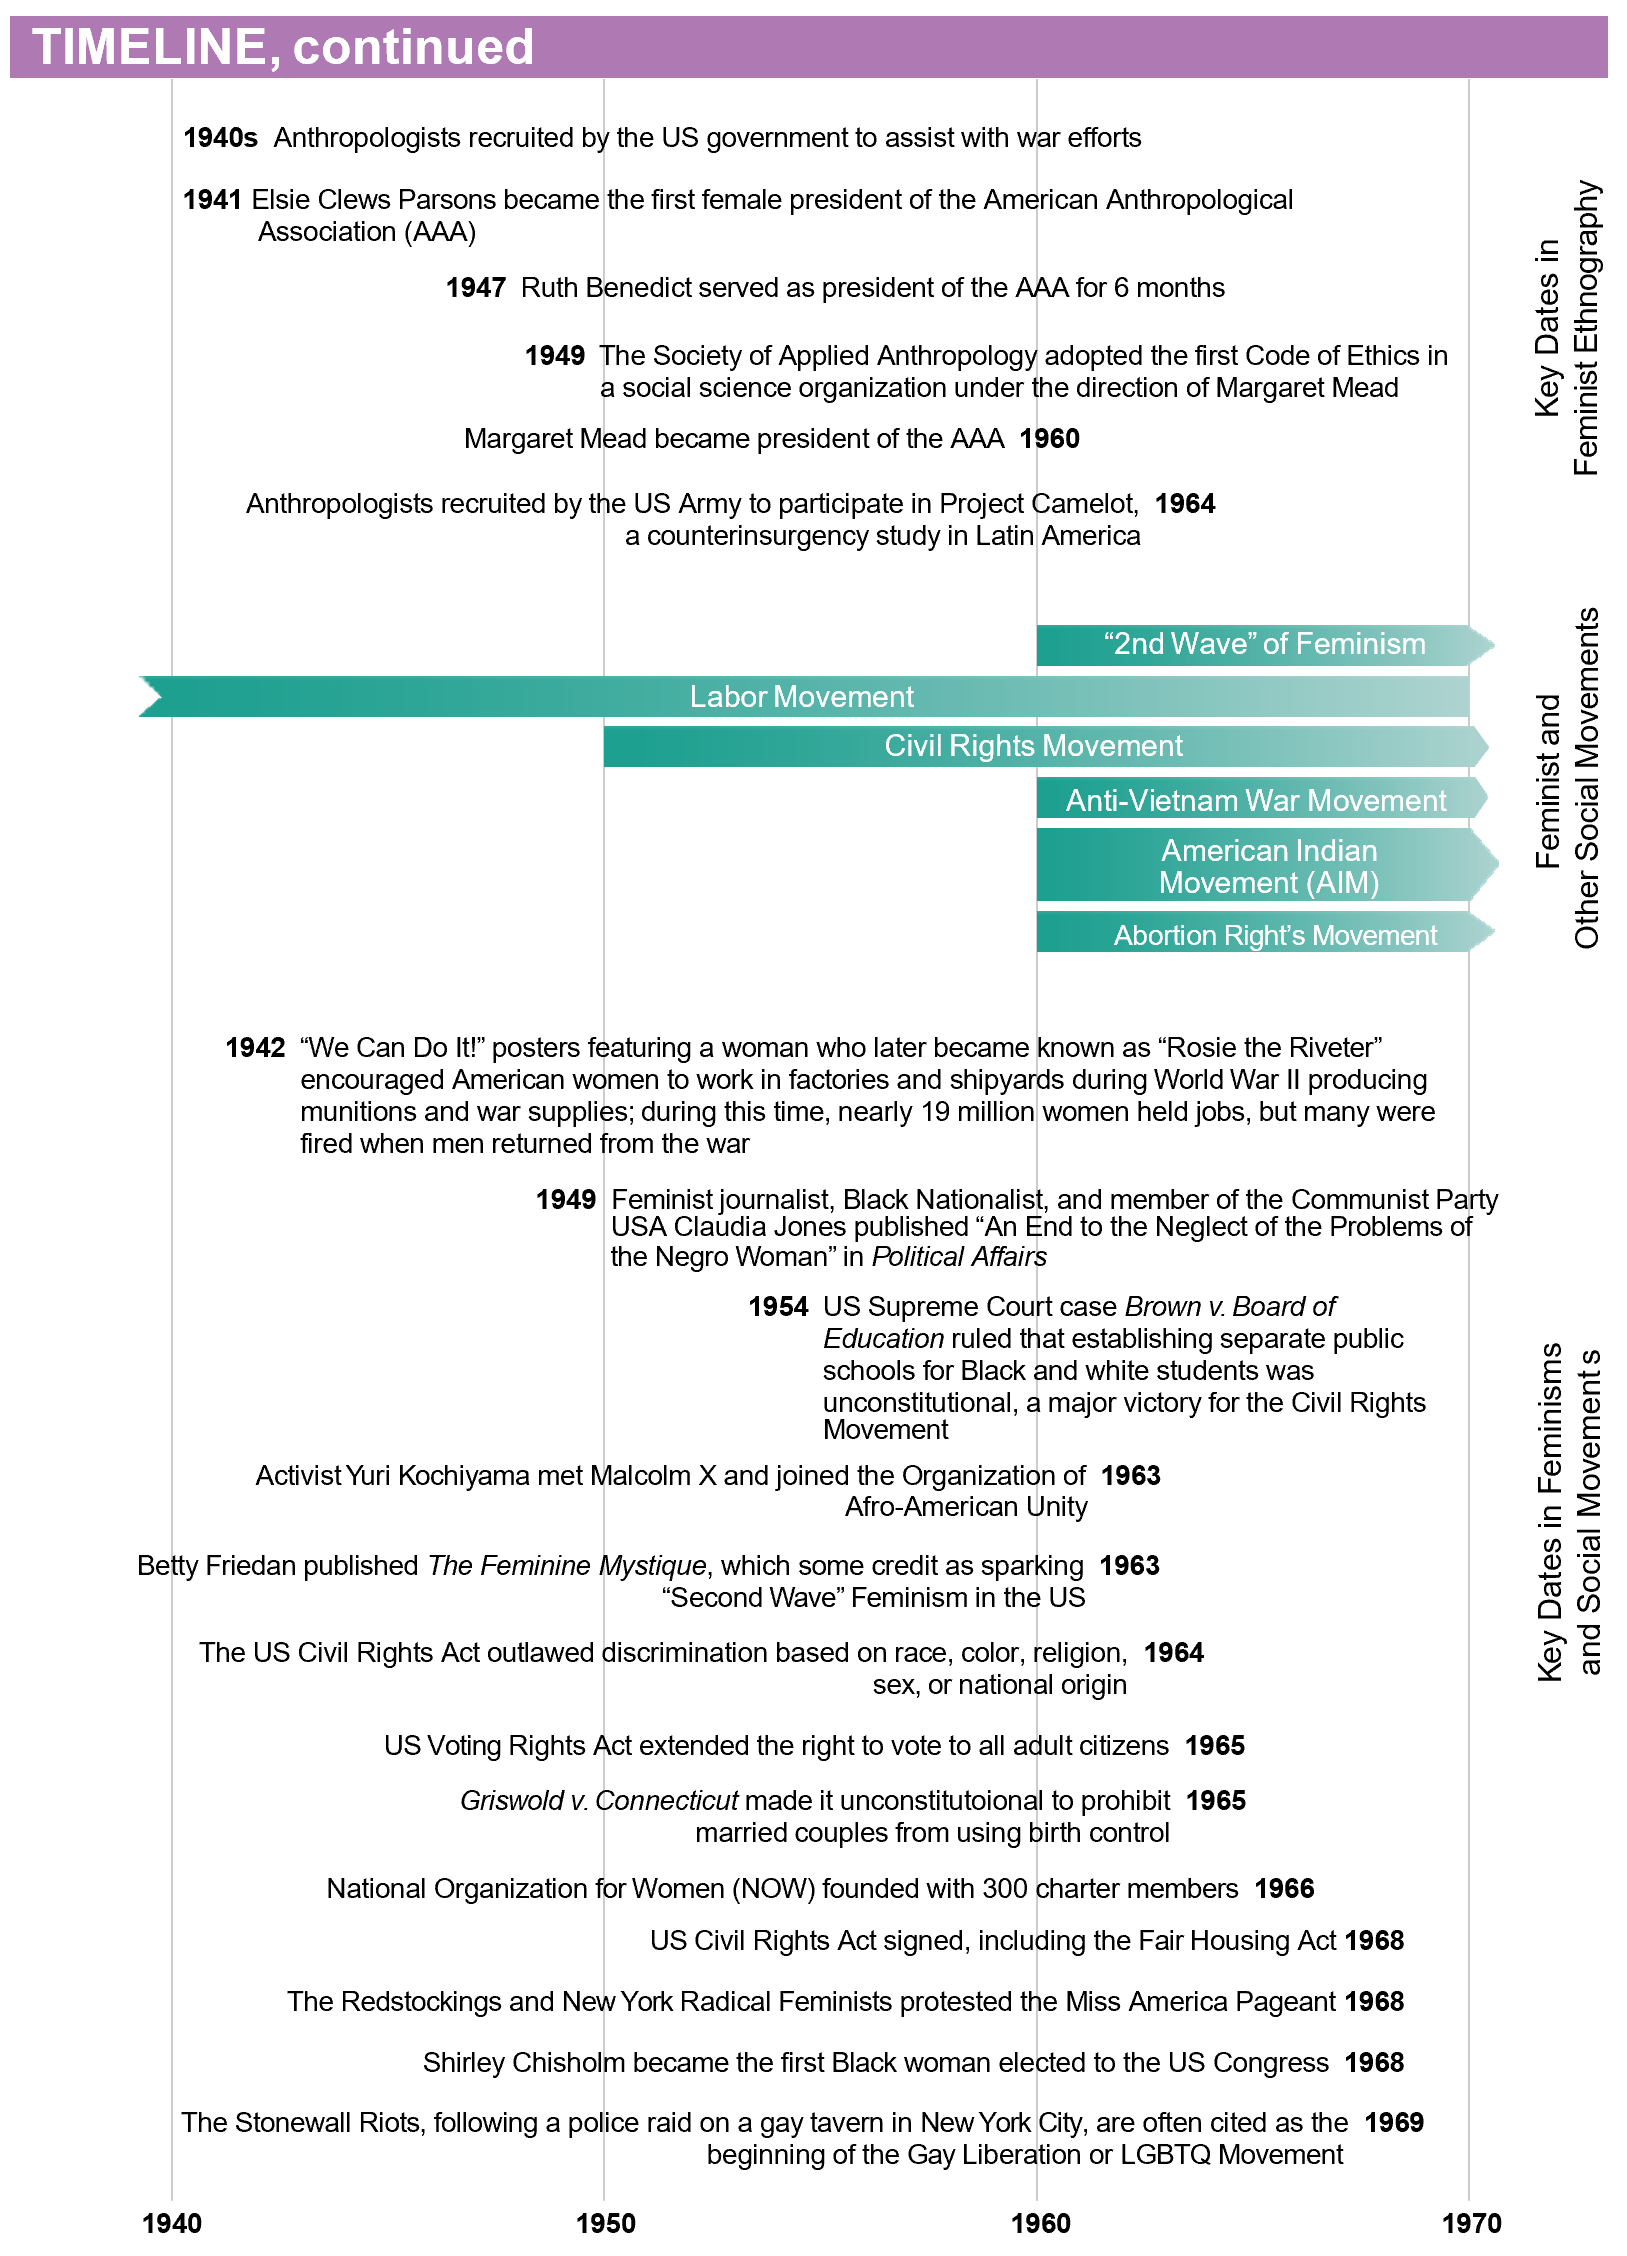 TIMELINE, continued
1940s Anthropologists recruited by the US government to assist with war efforts
1941 Elsie Clews Parsons became the first female president of the American Anthropological
Association (AAA)
1947 Ruth Benedict served as president of the AAA for 6 months
1949 The Society of Applied Anthropology adopted the first Code of Ethics in
a social science organization under the direction of Margaret Mead
Margaret Mead became president of the AAA 1960
Anthropologists recruited by the US Army to participate in Project Camelot, 1964
a counterinsurgency study in Latin America
Key Dates in
Feminist Ethnography
“2nd Wave” of Feminism
Labor Movement
Civil Rights Movement
Anti-Vietnam War Movement
American Indian
Movement (AIM)
Abortion Right’s Movement
Feminist and
Other Social Movements
1942 “We Can Do It!” posters featuring a woman who later became known as “Rosie the Riveter”
encouraged American women to work in factories and shipyards during World War II producing
munitions and war supplies; during this time, nearly 19 million women held jobs, but many were
fired when men returned from the war
1949 Feminist journalist, Black Nationalist, and member of the Communist Party
USA Claudia Jones published “An End to the Neglect of the Problems of
the Negro Woman” in Political Affairs
1954 US Supreme Court case Brown v. Board of
Education ruled that establishing separate public
schools for Black and white students was
unconstitutional, a major victory for the Civil Rights
Movement
Activist Yuri Kochiyama met Malcolm X and joined the Organization of 1963
Afro-American Unity
Betty Friedan published The Feminine Mystique, which some credit as sparking 1963
“Second Wave” Feminism in the US
The US Civil Rights Act outlawed discrimination based on race, color, religion, 1964
sex, or national origin
US Voting Rights Act extended the right to vote to all adult citizens 1965
Griswold v. Connecticut made it unconstitutoional to prohibit 1965
married couples from using birth control
National Organization for Women (NOW) founded with 300 charter members 1966
US Civil Rights Act signed, including the Fair Housing Act 1968
The Redstockings and New York Radical Feminists protested the Miss America Pageant 1968
Shirley Chisholm became the first Black woman elected to the US Congress 1968
The Stonewall Riots, following a police raid on a gay tavern in New York City, are often cited as the 1969
beginning of the Gay Liberation or LGBTQ Movement
Key Dates in Feminisms
and Social Movements
1940 1950 1960 1970